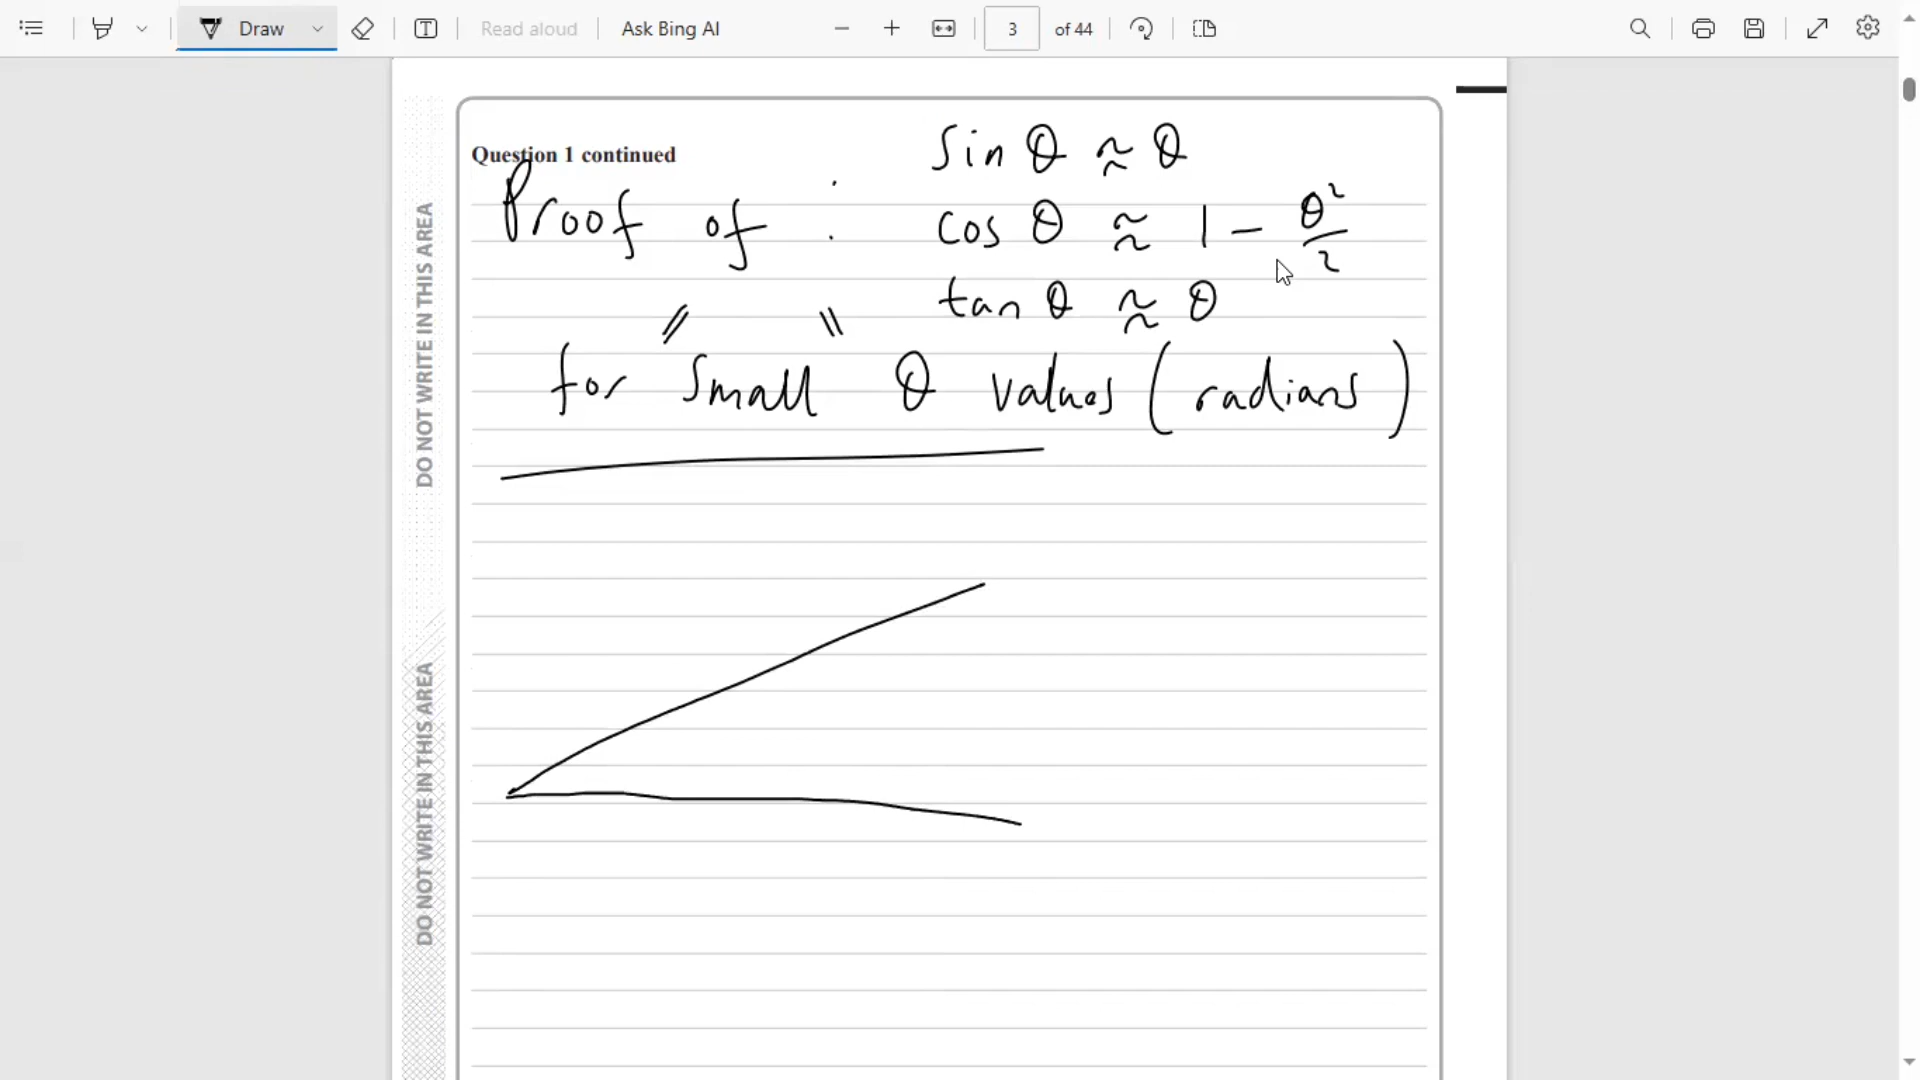 Draw
Read aloud
Ask Bing AI
3 of 44
Question 1 continued
Sin θ ≈ θ
Proof of : cos θ ≈ 1 - θ²/2
tan θ ≈ θ
for "Small" θ values (radians)
DO NOT WRITE IN THIS AREA
DO NOT WRITE IN THIS AREA